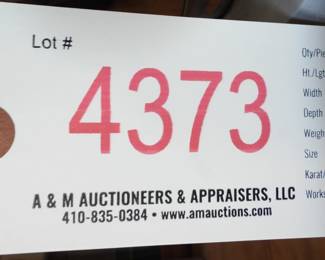 Lot #
4373
A & M AUCTIONEERS & APPRAISERS, LLC
410-835-0384 • www.amauctions.com
Qty/Pie
Ht./Lgt
Width
Depth
Weigh
Size
Karat/
Works